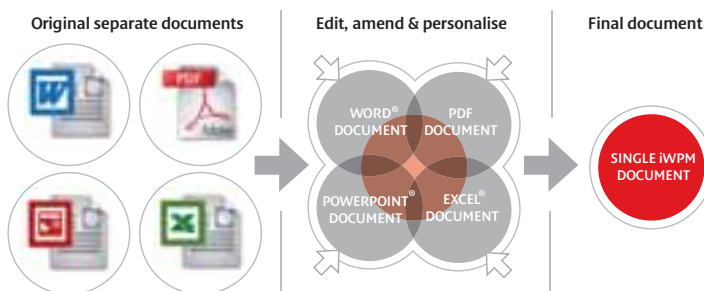 Original separate documents
Edit, amend & personalise
Final document
W
PDF
Adobe
WORD®
DOCUMENT
PDF
DOCUMENT
POWERPOINT®
DOCUMENT
EXCEL®
DOCUMENT
SINGLE iWPM
DOCUMENT
X